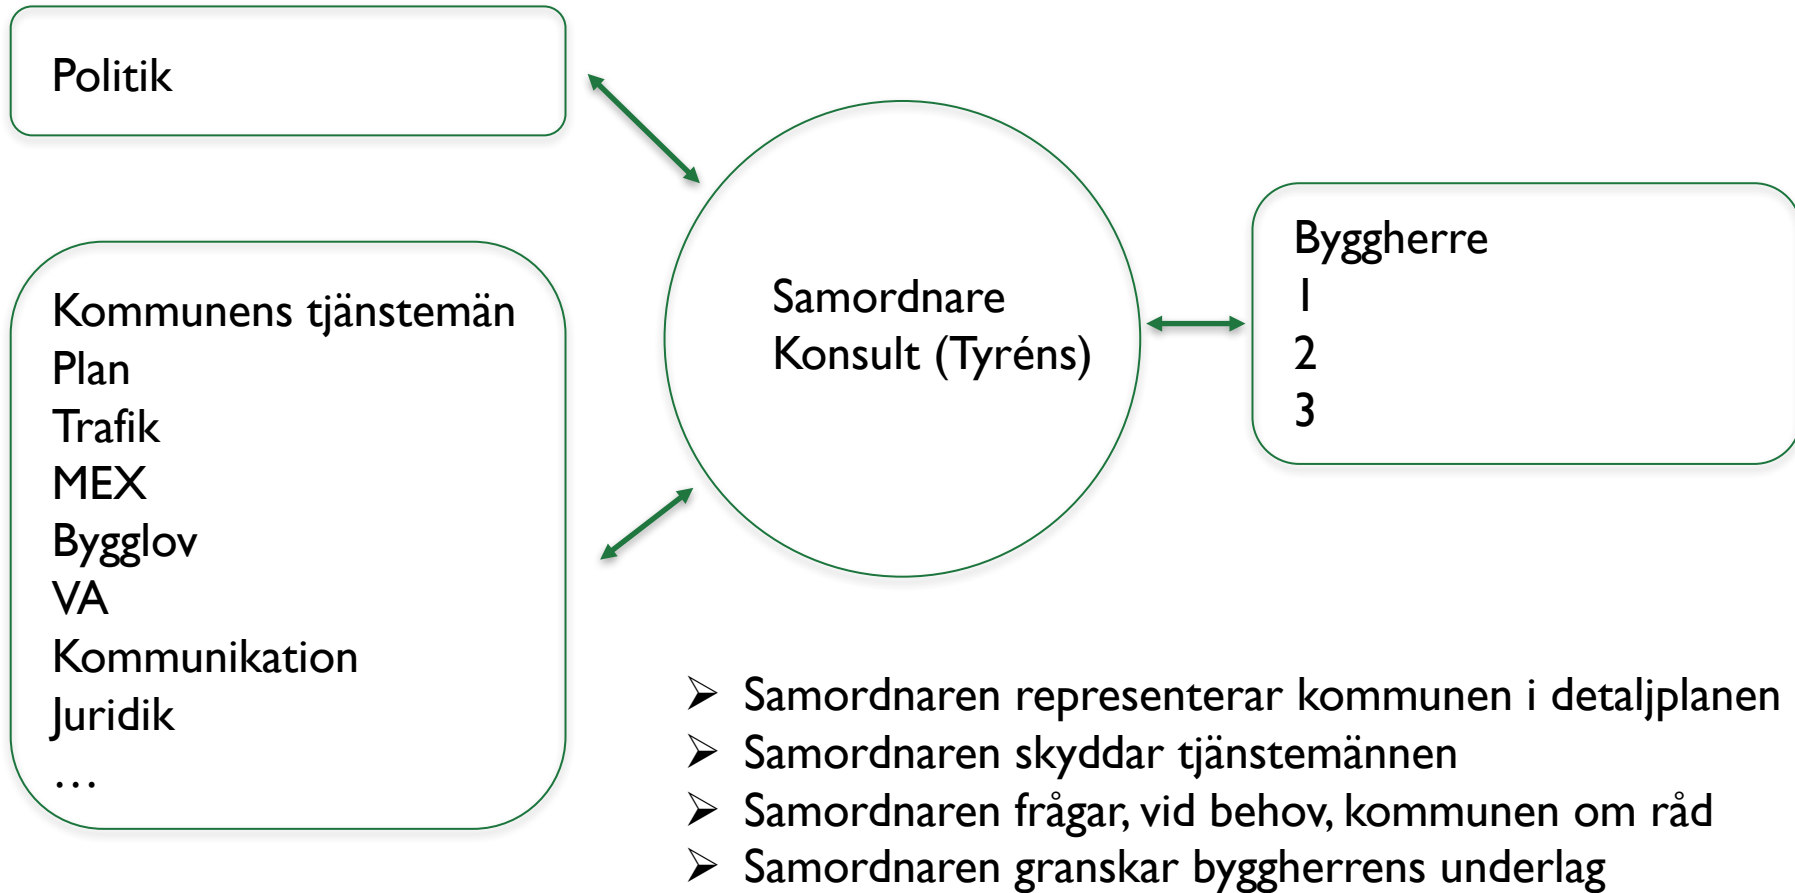 Politik
Kommunens tjänstemän
Plan
Trafik
MEX
Bygglov
VA
Kommunikation
Juridik
…
Samordnare
Konsult (Tyréns)
Byggherre
1
2
3
➢ Samordnaren representerar kommunen i detaljplanen
➢ Samordnaren skyddar tjänstemännen
➢ Samordnaren frågar, vid behov, kommunen om råd
➢ Samordnaren granskar byggherrens underlag